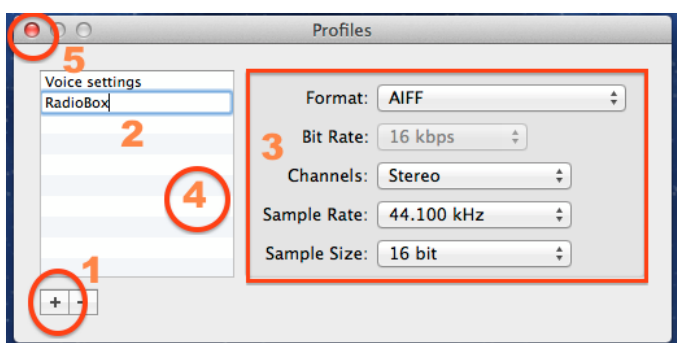 Profiles
5
Voice settings
RadioBox
2
4
1
+ -
3
Format: AIFF
Bit Rate: 16 kbps
Channels: Stereo
Sample Rate: 44.100 kHz
Sample Size: 16 bit